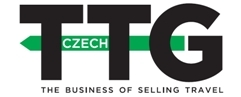 TTG
CZECH
THE BUSINESS OF SELLING TRAVEL